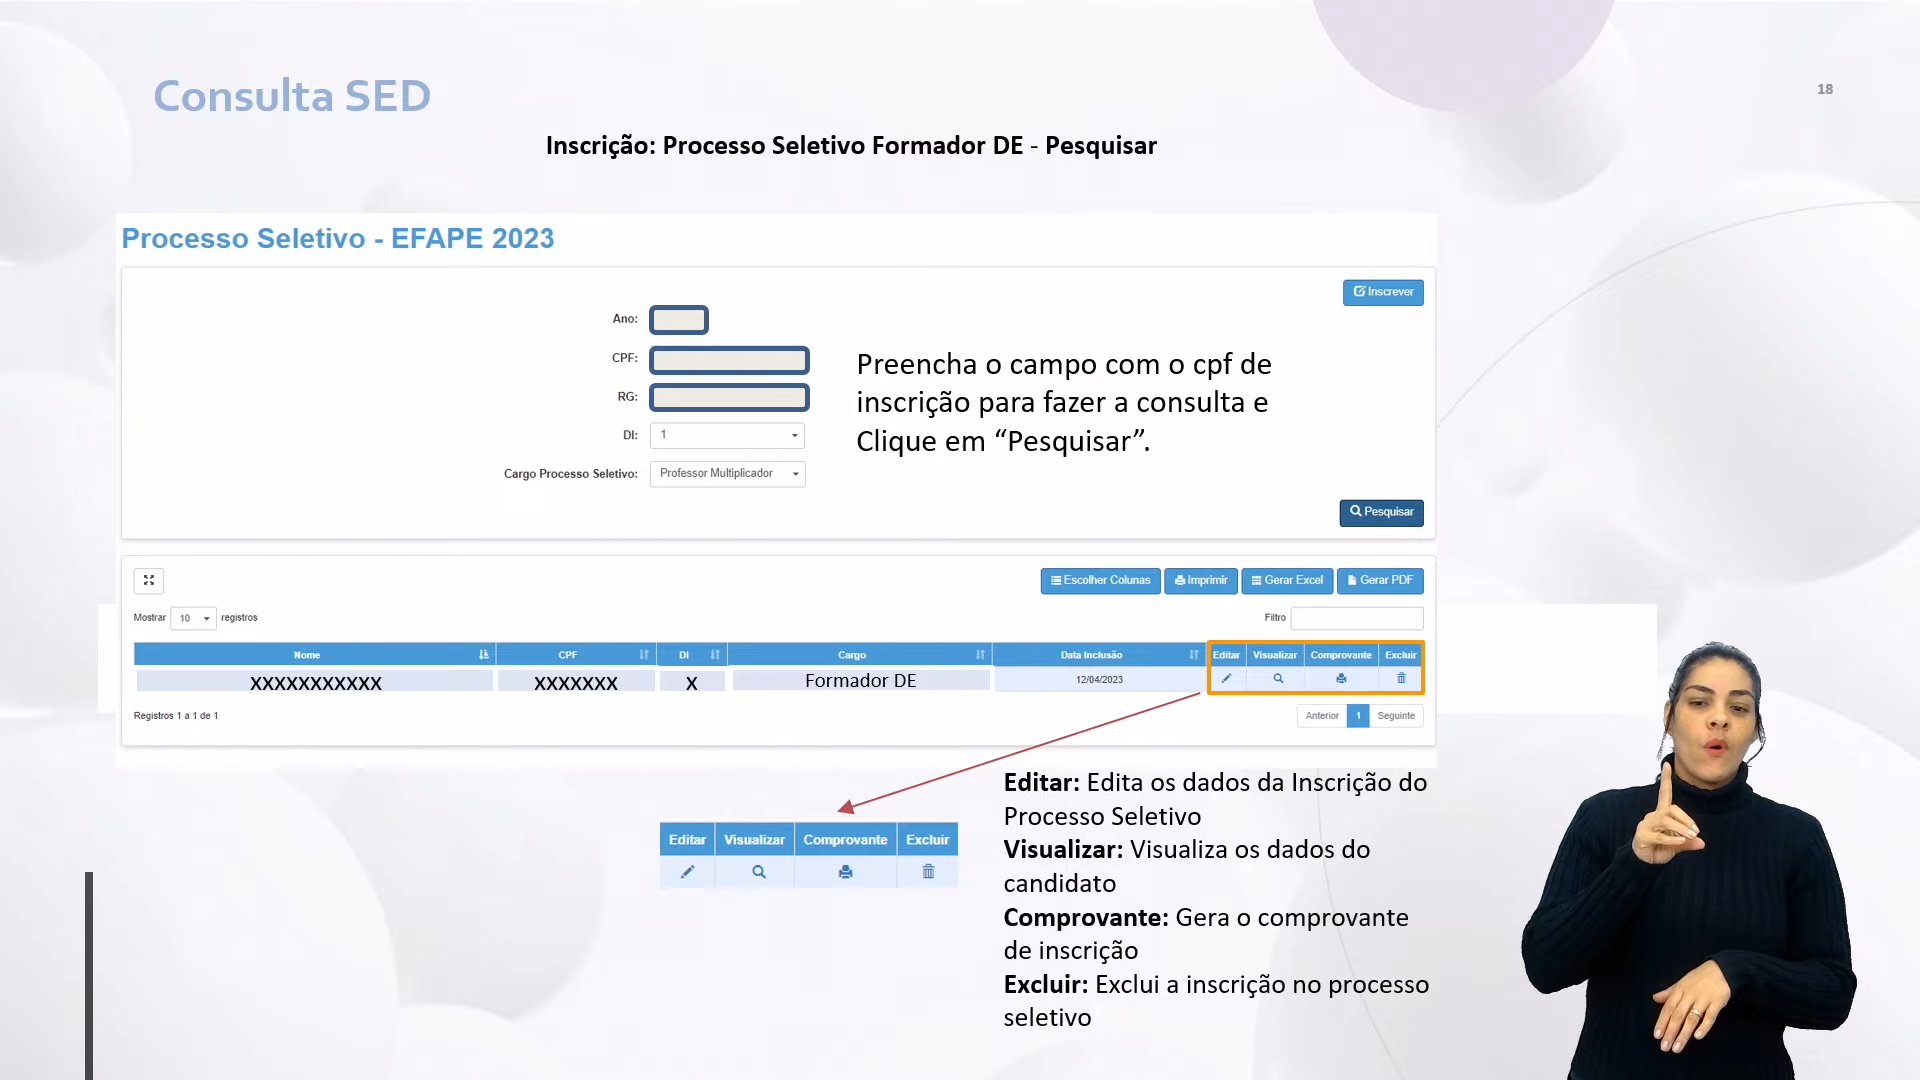 Consulta SED
18
Inscrição: Processo Seletivo Formador DE - Pesquisar
Processo Seletivo - EFAPE 2023
Inscrever
Ano:
CPF:
RG:
DI: 1
Cargo Processo Seletivo: Professor Multiplicador
Preencha o campo com o cpf de
inscrição para fazer a consulta e
Clique em “Pesquisar”.
Pesquisar
Escolher Colunas Imprimir Gerar Excel Gerar PDF
Mostrar 10 registros
Filtro
Nome CPF DI Cargo Data Inclusão Editar Visualizar Comprovante Excluir
XXXXXXXXXXX XXXXXXX X Formador DE 12/04/2023
Registros 1 a 1 de 1
Anterior 1 Seguinte
Editar Visualizar Comprovante Excluir
Editar: Edita os dados da Inscrição do
Processo Seletivo
Visualizar: Visualiza os dados do
candidato
Comprovante: Gera o comprovante
de inscrição
Excluir: Exclui a inscrição no processo
seletivo